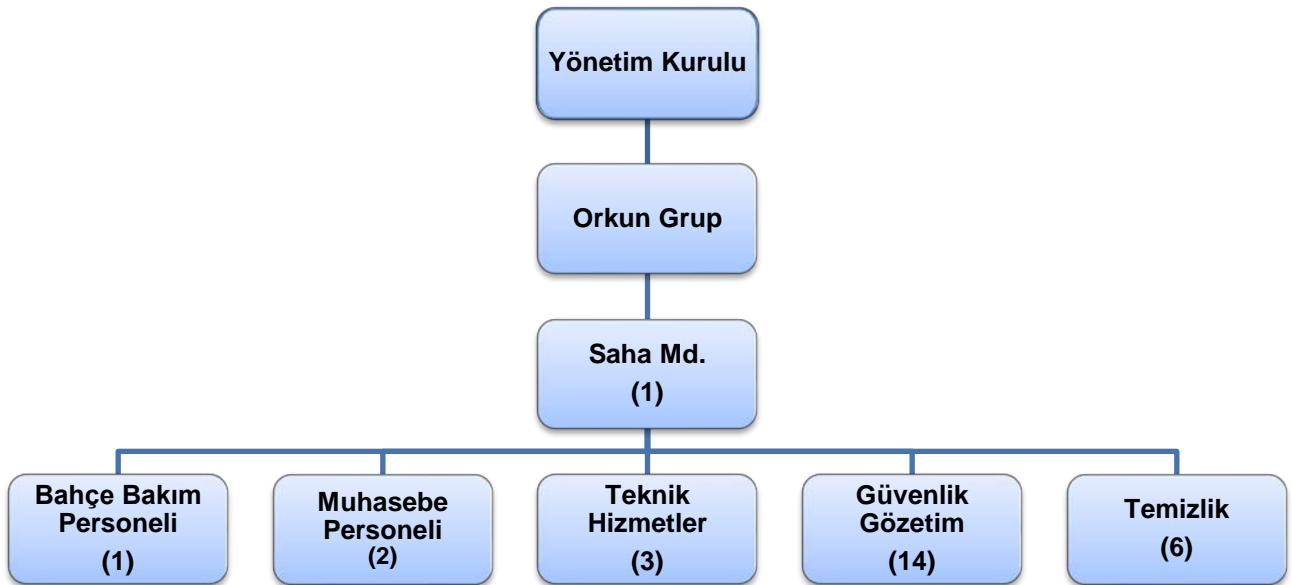 Yönetim Kurulu
Orkun Grup
Saha Md.
(1)
Bahçe Bakım
Personeli
(1)
Muhasebe
Personeli
(2)
Teknik
Hizmetler
(3)
Güvenlik
Gözetim
(14)
Temizlik
(6)